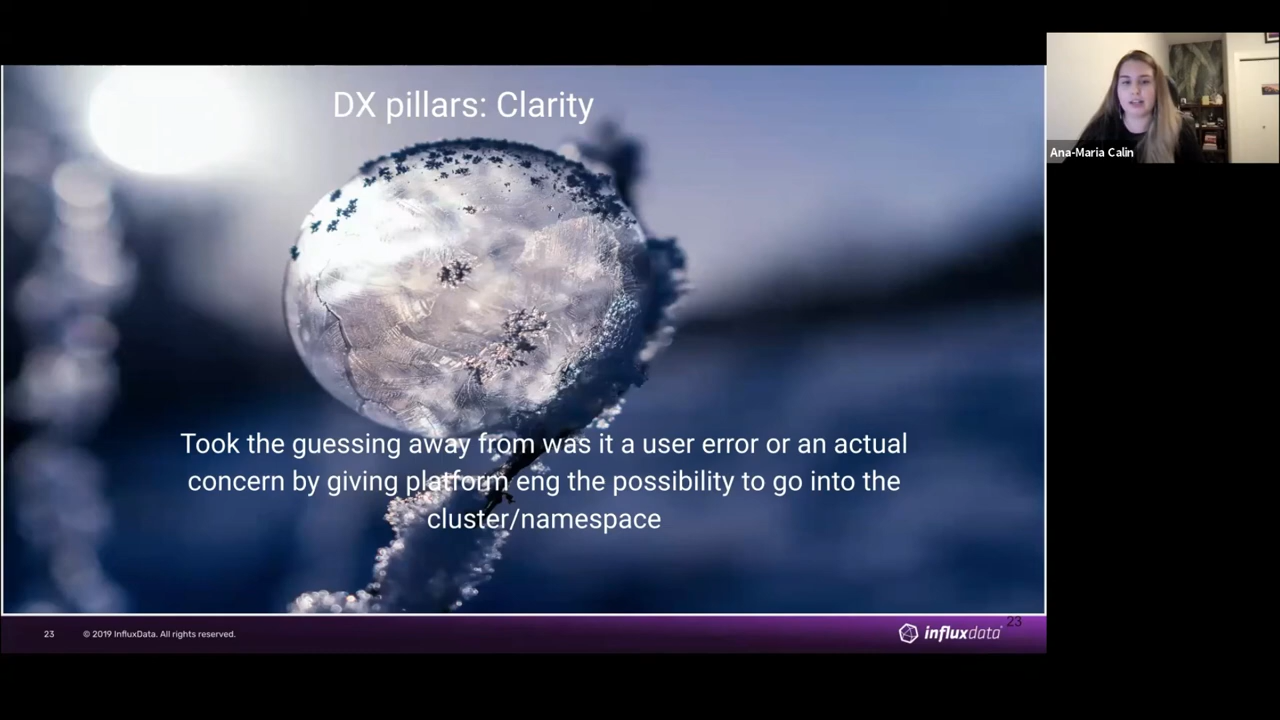 DX pillars: Clarity
Ana-Maria Calin
Took the guessing away from was it a user error or an actual
concern by giving platform eng the possibility to go into the
cluster/namespace
23
© 2019 InfluxData. All rights reserved.
influxdata
23